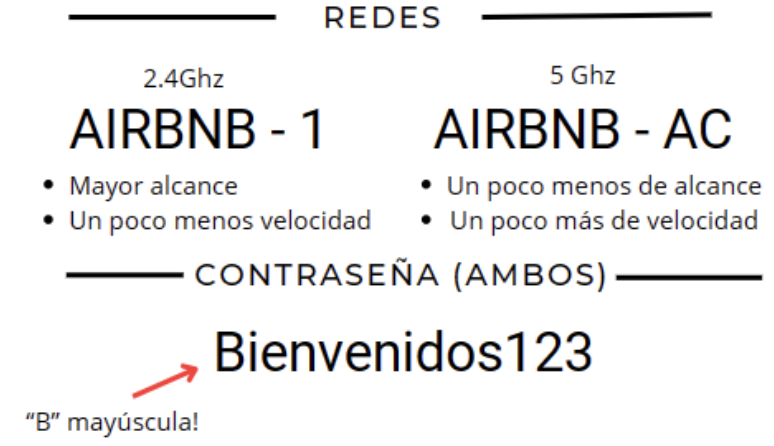 REDES
2.4Ghz
AIRBNB - 1
• Mayor alcance
• Un poco menos velocidad
5 Ghz
AIRBNB - AC
• Un poco menos de alcance
• Un poco más de velocidad
CONTRASEÑA (AMBOS)
Bienvenidos123
“B” mayúscula!